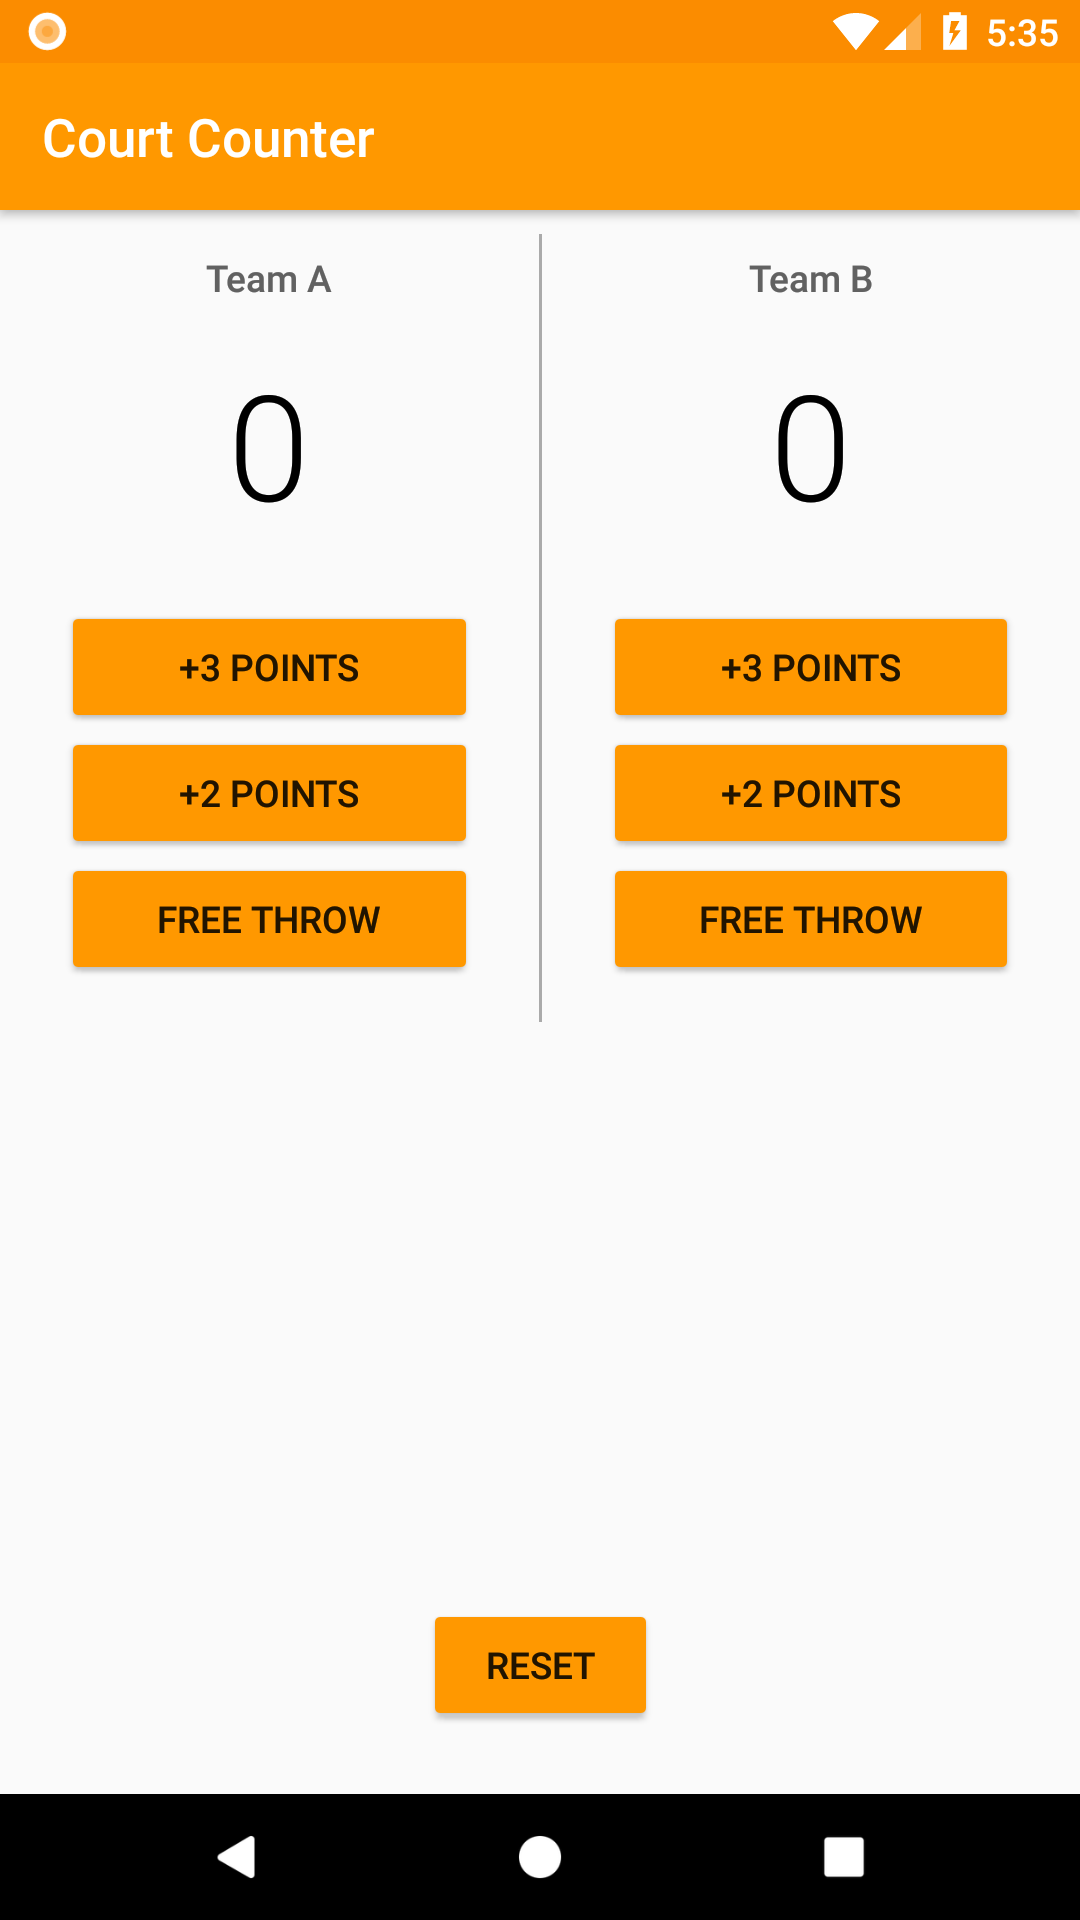 5:35
Court Counter
Team A
Team B
0
0
+3 POINTS
+3 POINTS
+2 POINTS
+2 POINTS
FREE THROW
FREE THROW
RESET